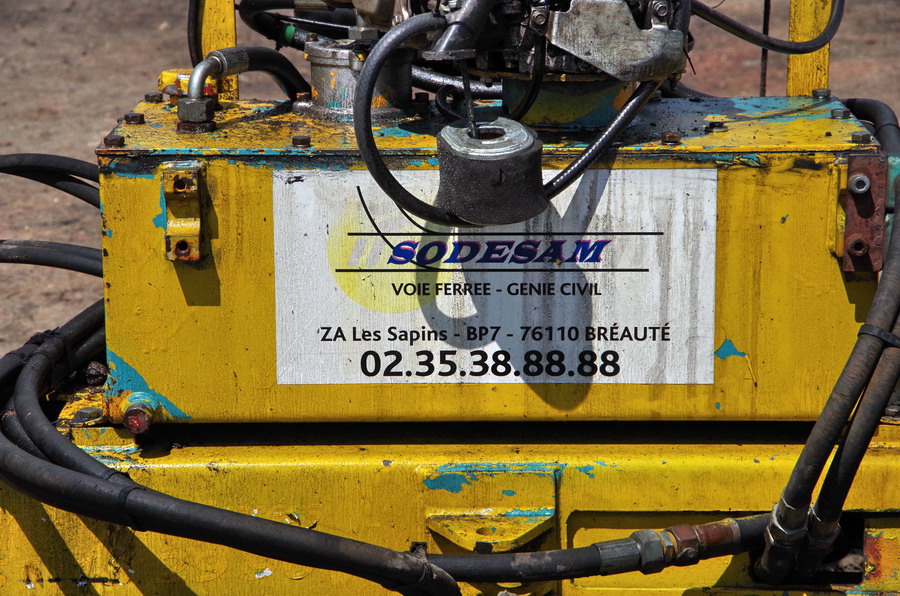 SODESAM
VOIE FERREE - GENIE CIVIL
ZA Les Sapins - BP7 - 76110 BRÉAUTÉ
02.35.38.88.88